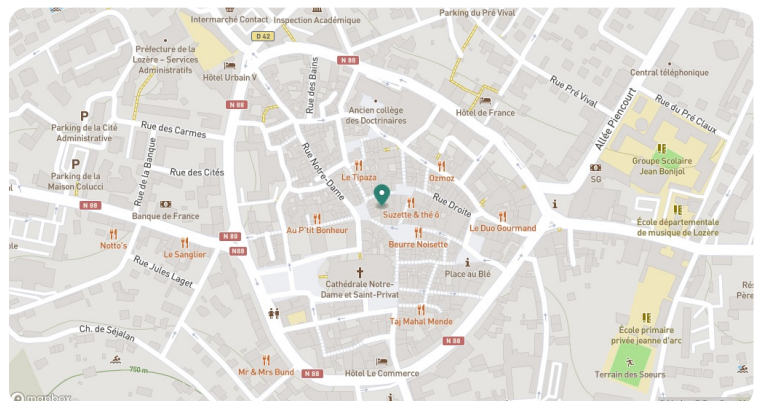 Intermarché Contact
Inspection Académique
Parking du Pré Vival
D 42
Préfecture de la
Lozère – Services
Administratifs
Hôtel Urbain V
N 88
Rue des Bains
Rue Pré Vival
Central téléphonique
N 88
Ancien collège
des Doctrinaires
Hôtel de France
Allée Piencourt
Rue du Pré Claux
P
Parking de la Cité
Administrative
Rue des Carmes
Groupe Scolaire
Jean Bonijol
P
Parking de la
Maison Colucci
Rue de la Banque
Rue des Cités
Rue Notre-Dame
Le Tipaza
Ozmoz
SG
N 88
Banque de France
Rue Droite
Suzette & thé ô
Le Duo Gourmand
École départementale
de musique de Lozère
Notto's
Le Sanglier
N88
Au P'tit Bonheur
Beurre Noisette
Rue Jules Laget
Place au Blé
Cathédrale Notre-
Dame et Saint-Privat
Ch. de Séjalan
Taj Mahal Mende
École primaire
privée jeanne d'arc
N 88
750 m
Mr & Mrs Bund
N 88
Hôtel Le Commerce
Terrain des Soeurs
mapbox